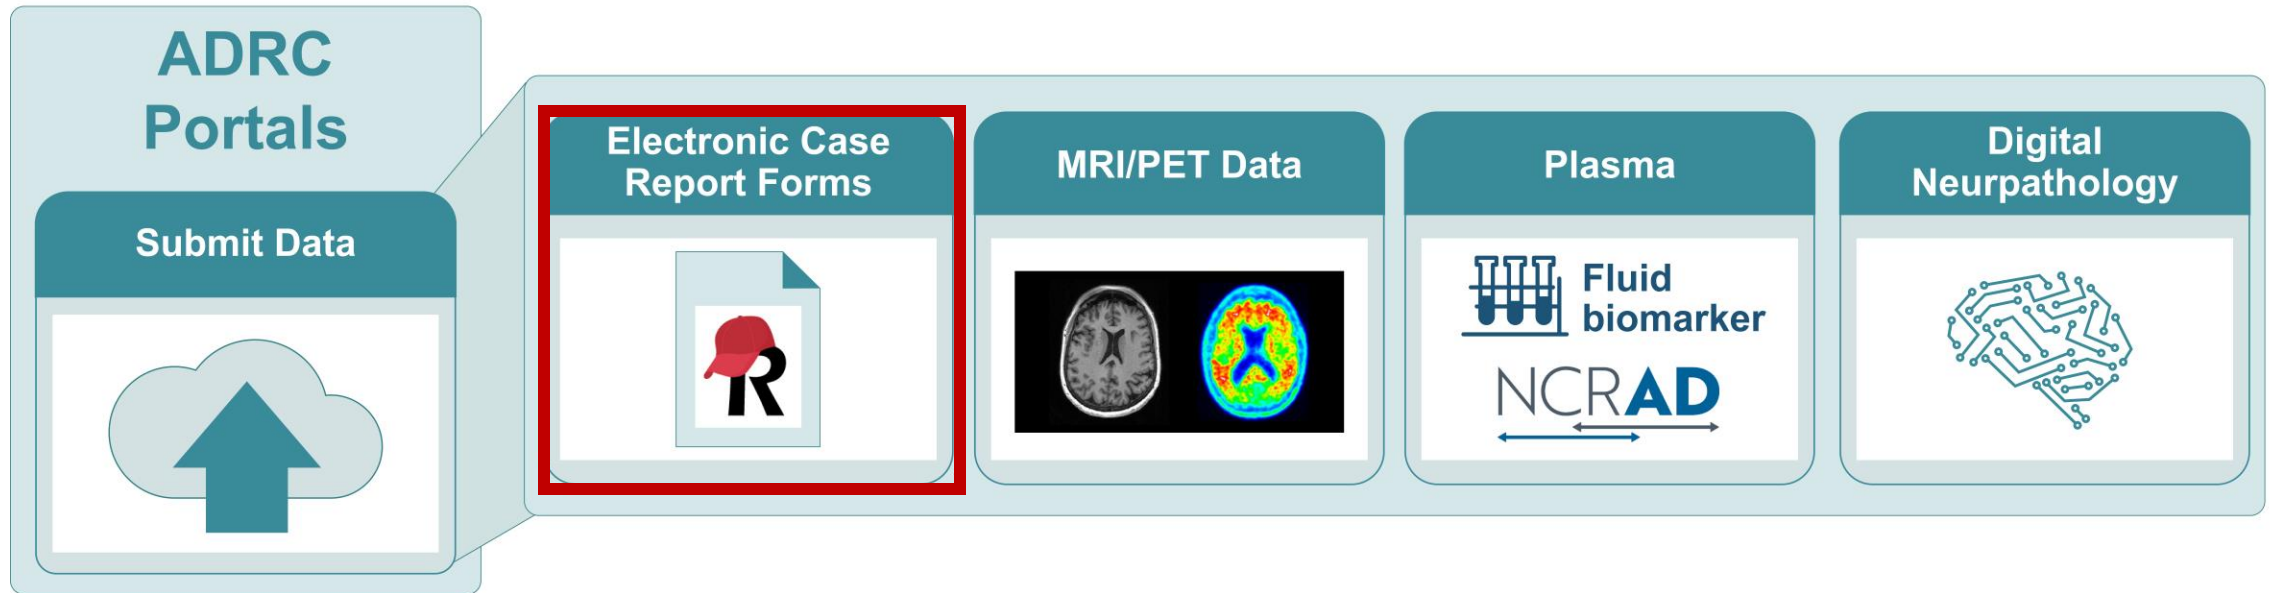 ADRC
Portals
Submit Data
Electronic Case
Report Forms
R
MRI/PET Data
Plasma
Fluid
biomarker
NCRAD
Digital
Neurpathology